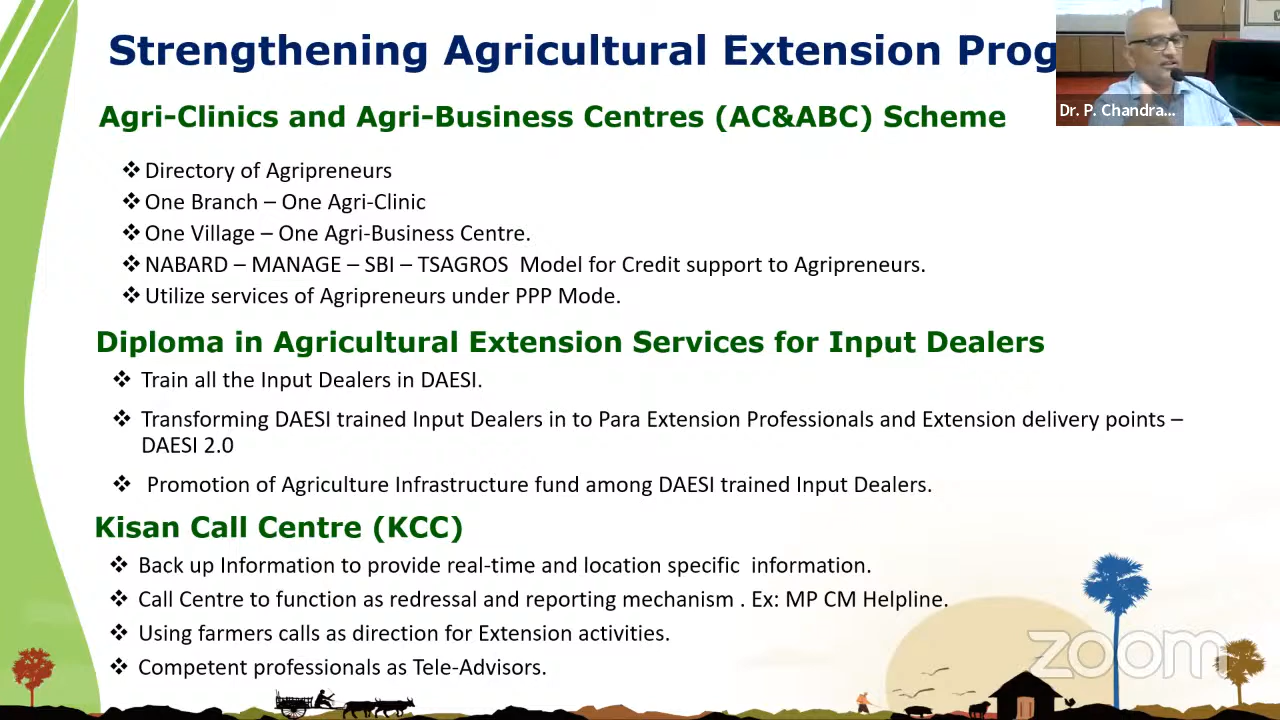 Strengthening Agricultural Extension Prog
Dr. P. Chandra...
Agri-Clinics and Agri-Business Centres (AC&ABC) Scheme
❖ Directory of Agripreneurs
❖ One Branch – One Agri-Clinic
❖ One Village – One Agri-Business Centre.
❖ NABARD – MANAGE – SBI – TSAGROS Model for Credit support to Agripreneurs.
❖ Utilize services of Agripreneurs under PPP Mode.
Diploma in Agricultural Extension Services for Input Dealers
❖ Train all the Input Dealers in DAESI.
❖ Transforming DAESI trained Input Dealers in to Para Extension Professionals and Extension delivery points –
DAESI 2.0
❖ Promotion of Agriculture Infrastructure fund among DAESI trained Input Dealers.
Kisan Call Centre (KCC)
❖ Back up Information to provide real-time and location specific information.
❖ Call Centre to function as redressal and reporting mechanism . Ex: MP CM Helpline.
❖ Using farmers calls as direction for Extension activities.
❖ Competent professionals as Tele-Advisors.
zoom